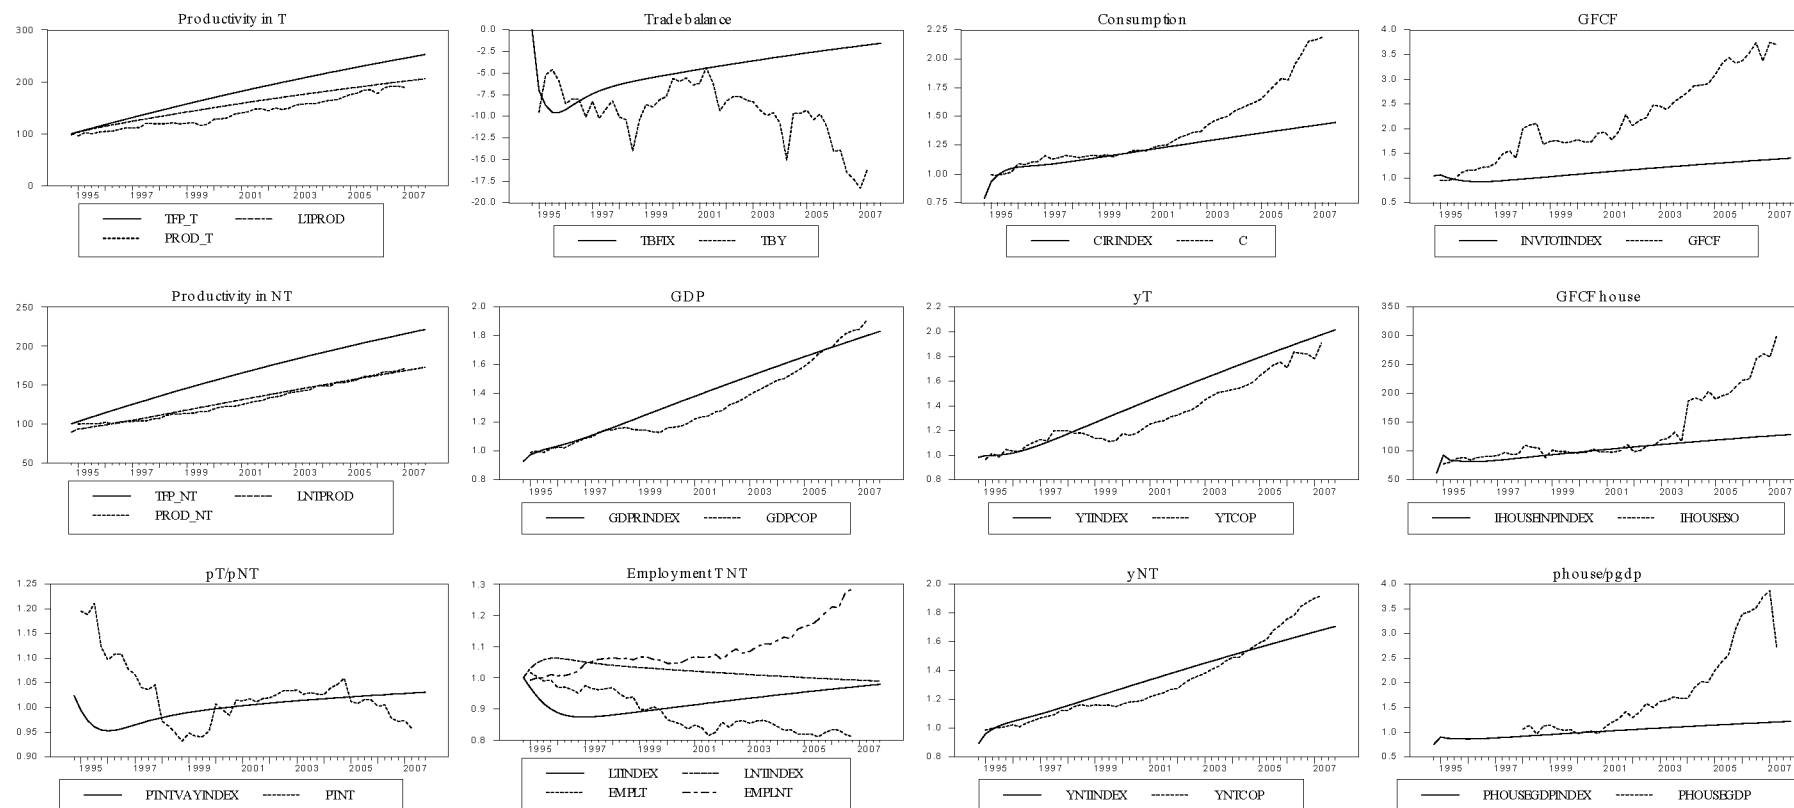 Productivity in T
300
200
100
0
1995 1997 1999 2001 2003 2005 2007
TFP_T LTPROD
PROD_T
Trade balance
0.0
-2.5
-5.0
-7.5
-10.0
-12.5
-15.0
-17.5
-20.0
1995 1997 1999 2001 2003 2005 2007
TBFIX TBY
Consumption
2.25
2.00
1.75
1.50
1.25
1.00
0.75
1995 1997 1999 2001 2003 2005 2007
CIRINDEX C
GFCF
4.0
3.5
3.0
2.5
2.0
1.5
1.0
0.5
1995 1997 1999 2001 2003 2005 2007
INVTOTINDEX GFCF
Productivity in NT
250
200
150
100
50
1995 1997 1999 2001 2003 2005 2007
TFP_NT LNTPROD
PROD_NT
GDP
2.0
1.8
1.6
1.4
1.2
1.0
0.8
1995 1997 1999 2001 2003 2005 2007
GDPRINDEX GDPCOP
yT
2.2
2.0
1.8
1.6
1.4
1.2
1.0
0.8
1995 1997 1999 2001 2003 2005 2007
YTINDEX YTCOP
GFCF house
350
300
250
200
150
100
50
1995 1997 1999 2001 2003 2005 2007
IHOUSEINPINDEX IHOUSESO
pT/pNT
1.25
1.20
1.15
1.10
1.05
1.00
0.95
0.90
1995 1997 1999 2001 2003 2005 2007
PTNTVAYINDEX PTNT
Employment T NT
1.3
1.2
1.1
1.0
0.9
0.8
1995 1997 1999 2001 2003 2005 2007
LTINDEX LNTINDEX
EMPLT EMPLNT
yNT
2.0
1.8
1.6
1.4
1.2
1.0
0.8
1995 1997 1999 2001 2003 2005 2007
YNTINDEX YNTCOP
phouse/pgdp
4.0
3.5
3.0
2.5
2.0
1.5
1.0
0.5
1995 1997 1999 2001 2003 2005 2007
PHOUSEGDPINDEX PHOUSEGDP